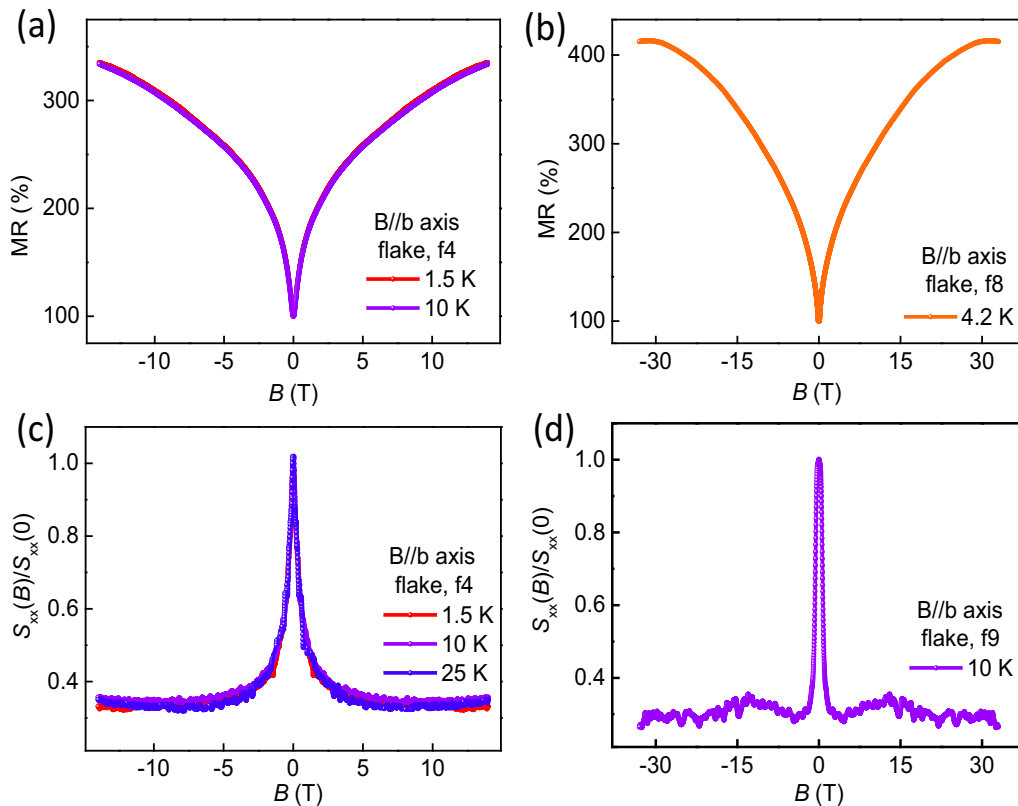 (a)
MR (%)
300
200
100
B//b axis
flake, f4
1.5 K
10 K
-10
-5
0
5
10
B (T)
(b)
MR (%)
400
300
200
100
B//b axis
flake, f8
4.2 K
-30
-15
0
15
30
B (T)
(c)
Sxx(B)/Sxx(0)
1.0
0.8
0.6
0.4
B//b axis
flake, f4
1.5 K
10 K
25 K
-10
-5
0
5
10
B (T)
(d)
Sxx(B)/Sxx(0)
1.0
0.8
0.6
0.4
B//b axis
flake, f9
10 K
-30
-15
0
15
30
B (T)